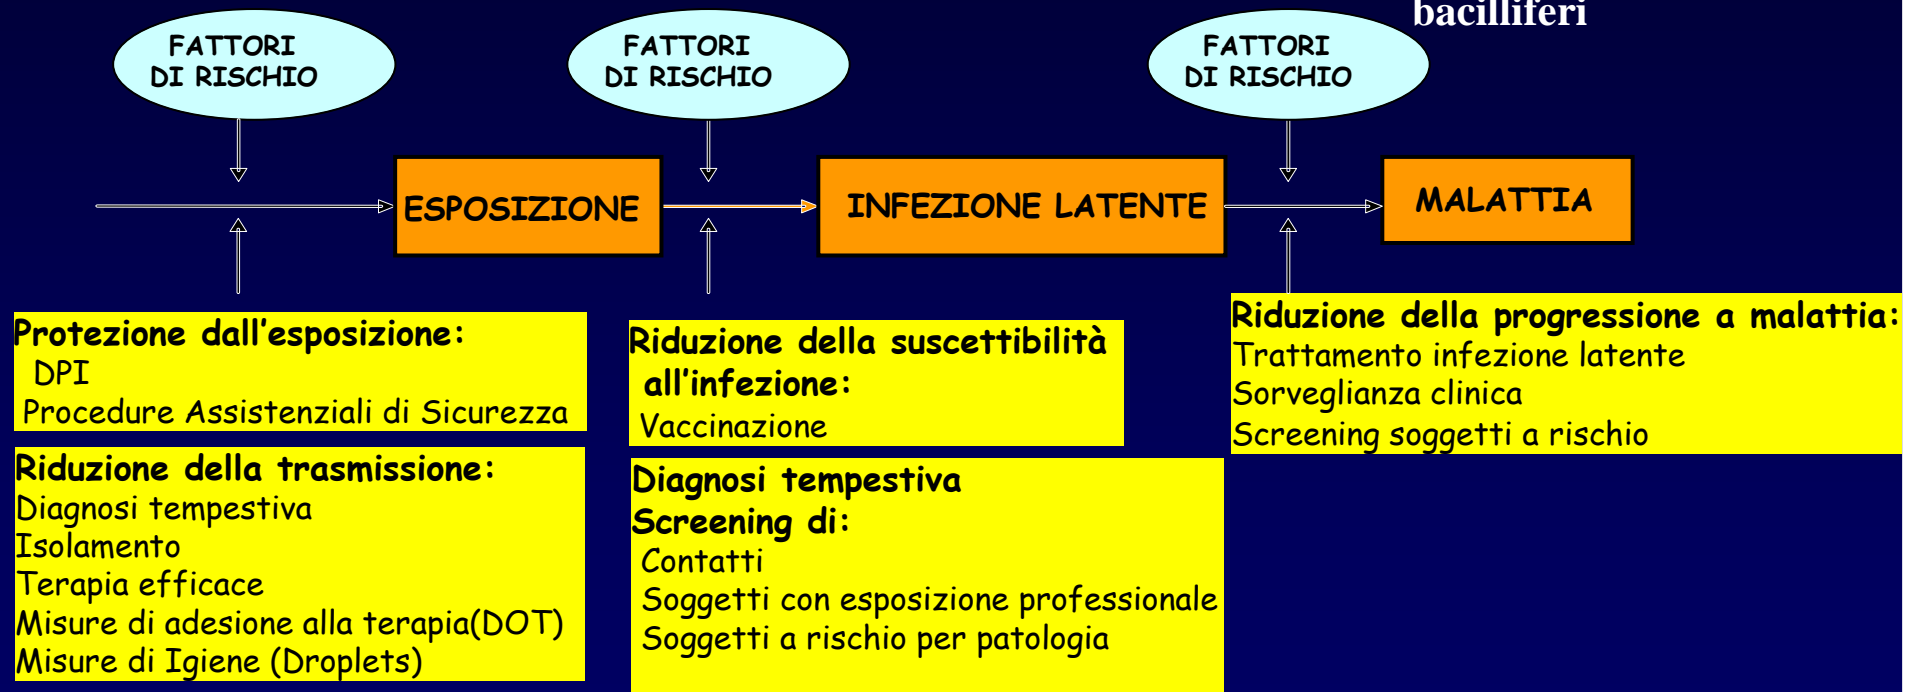 bacilliferi
FATTORI
DI RISCHIO
FATTORI
DI RISCHIO
FATTORI
DI RISCHIO
ESPOSIZIONE
INFEZIONE LATENTE
MALATTIA
Protezione dall'esposizione:
DPI
Procedure Assistenziali di Sicurezza
Riduzione della trasmissione:
Diagnosi tempestiva
Isolamento
Terapia efficace
Misure di adesione alla terapia(DOT)
Misure di Igiene (Droplets)
Riduzione della suscettibilità
all'infezione:
Vaccinazione
Diagnosi tempestiva
Screening di:
Contatti
Soggetti con esposizione professionale
Soggetti a rischio per patologia
Riduzione della progressione a malattia:
Trattamento infezione latente
Sorveglianza clinica
Screening soggetti a rischio